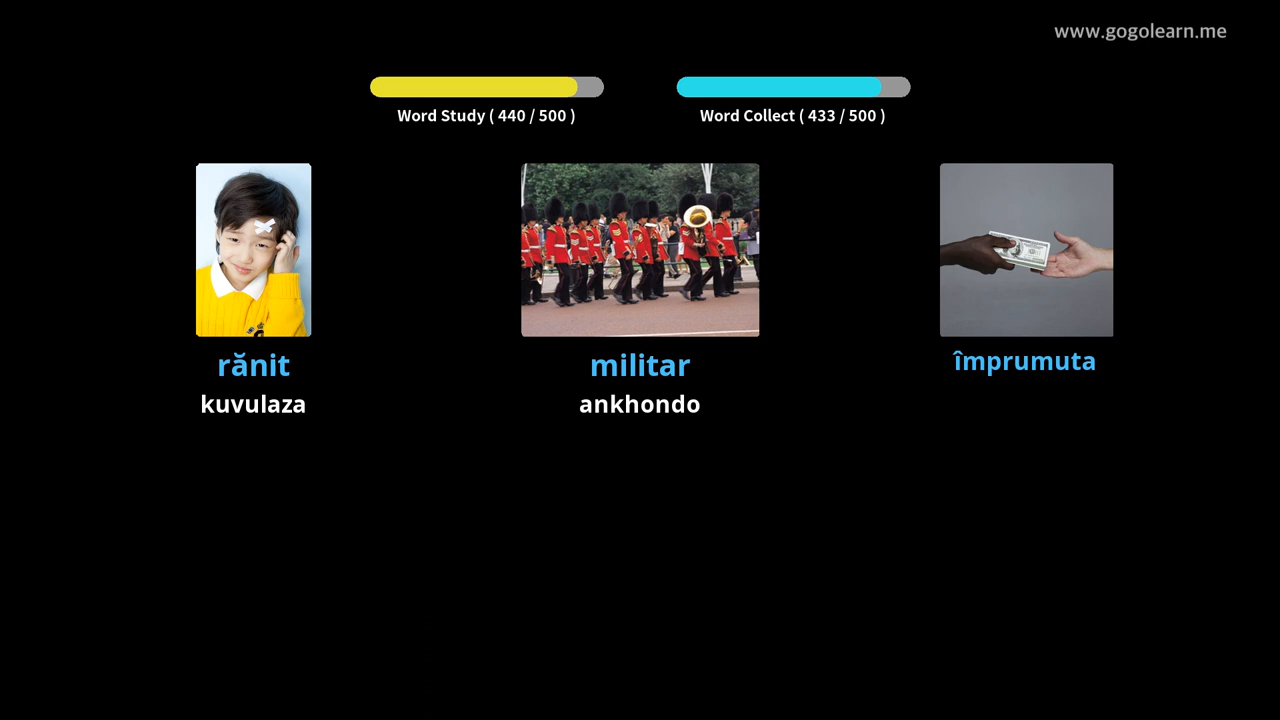 www.gogolearn.me
Word Study ( 440 / 500 )
Word Collect ( 433 / 500 )
rănit
militar
împrumuta
kuvulaza
ankhondo